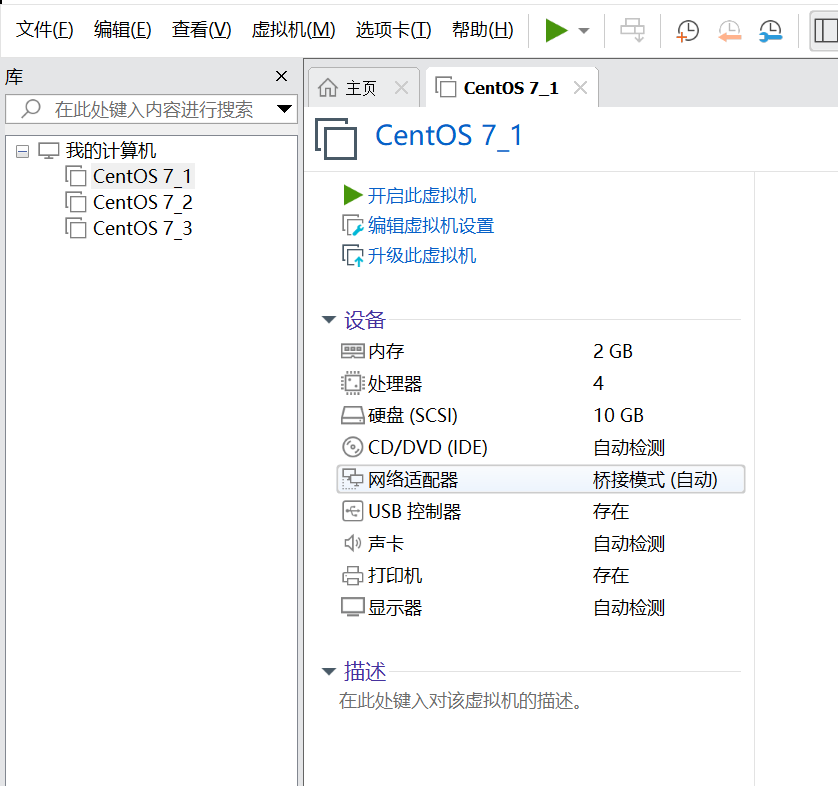 文件(F) 编辑(E) 查看(V) 虚拟机(M) 选项卡(T) 帮助(H)
库
在此处键入内容进行搜索
我的计算机
CentOS 7_1
CentOS 7_2
CentOS 7_3
主页 CentOS 7_1
CentOS 7_1
开启此虚拟机
编辑虚拟机设置
升级此虚拟机
设备
内存 2 GB
处理器 4
硬盘 (SCSI) 10 GB
CD/DVD (IDE) 自动检测
网络适配器 桥接模式 (自动)
USB 控制器 存在
声卡 自动检测
打印机 存在
显示器 自动检测
描述
在此处键入对该虚拟机的描述。